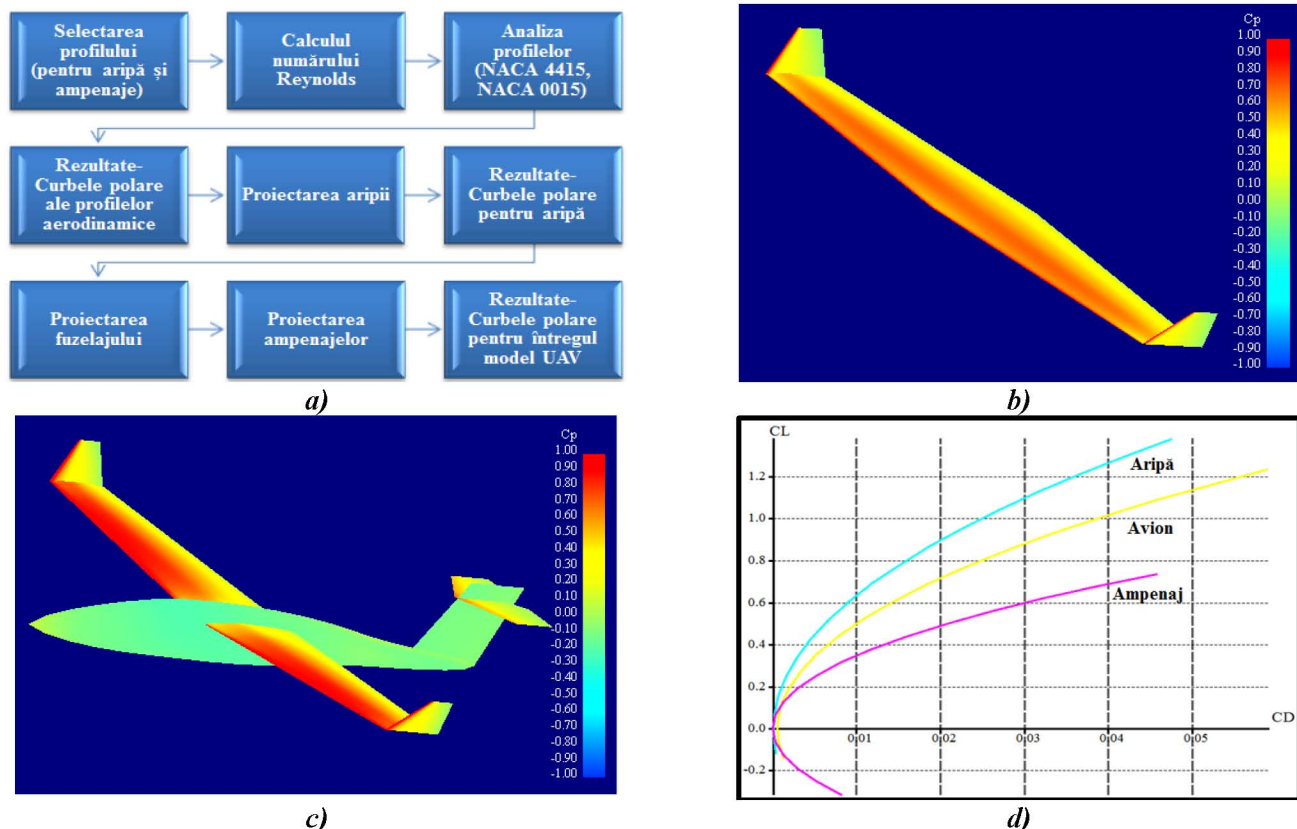 Selectarea
profilului
(pentru aripă și
ampenaje)
Calculul
numărului
Reynolds
Analiza
profilelor
(NACA 4415,
NACA 0015)
Rezultate-
Curbele polare
ale profilelor
aerodinamice
Proiectarea aripii
Rezultate-
Curbele polare
pentru aripă
Proiectarea
fuzelajului
Proiectarea
ampenajelor
Rezultate-
Curbele polare
pentru întregul
model UAV
a)
Cp
1.00
0.90
0.80
0.70
0.60
0.50
0.40
0.30
0.20
0.10
0.00
-0.10
-0.20
-0.30
-0.40
-0.50
-0.60
-0.70
-0.80
-0.90
-1.00
b)
Cp
1.00
0.90
0.80
0.70
0.60
0.50
0.40
0.30
0.20
0.10
0.00
-0.10
-0.20
-0.30
-0.40
-0.50
-0.60
-0.70
-0.80
-0.90
-1.00
c)
CL
1.2
1.0
0.8
0.6
0.4
0.2
0.0
-0.2
Aripă
Avion
Ampenaj
CD
0.01
0.02
0.03
0.04
0.05
d)